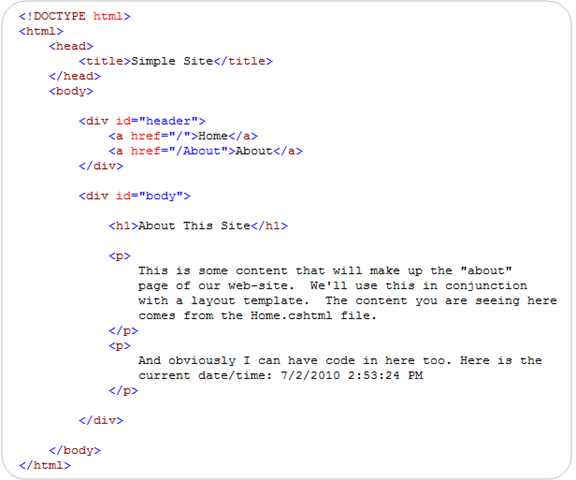 <!DOCTYPE html>
<html>
    <head>
        <title>Simple Site</title>
    </head>
    <body>

        <div id="header">
            <a href="/">Home</a>
            <a href="/About">About</a>
        </div>

        <div id="body">

            <h1>About This Site</h1>

            <p>
                This is some content that will make up the "about"
                page of our web-site.  We'll use this in conjunction
                with a layout template.  The content you are seeing here
                comes from the Home.cshtml file.
            </p>
            <p>
                And obviously I can have code in here too. Here is the
                current date/time: 7/2/2010 2:53:24 PM
            </p>

        </div>

    </body>
</html>